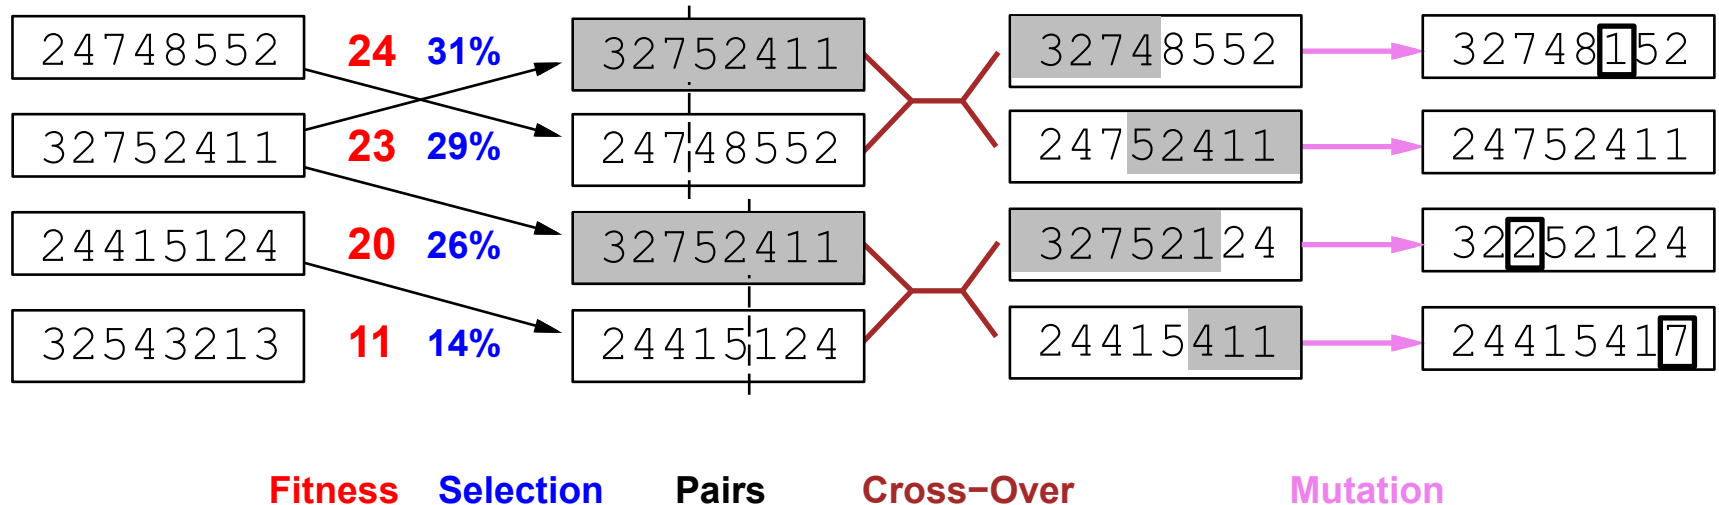 24748552 24 31% 32752411 32748552 32748152
32752411 23 29% 24748552 24752411 24752411
24415124 20 26% 32752411 32752124 32252124
32543213 11 14% 24415124 24415411 24415417
Fitness Selection Pairs Cross−Over Mutation